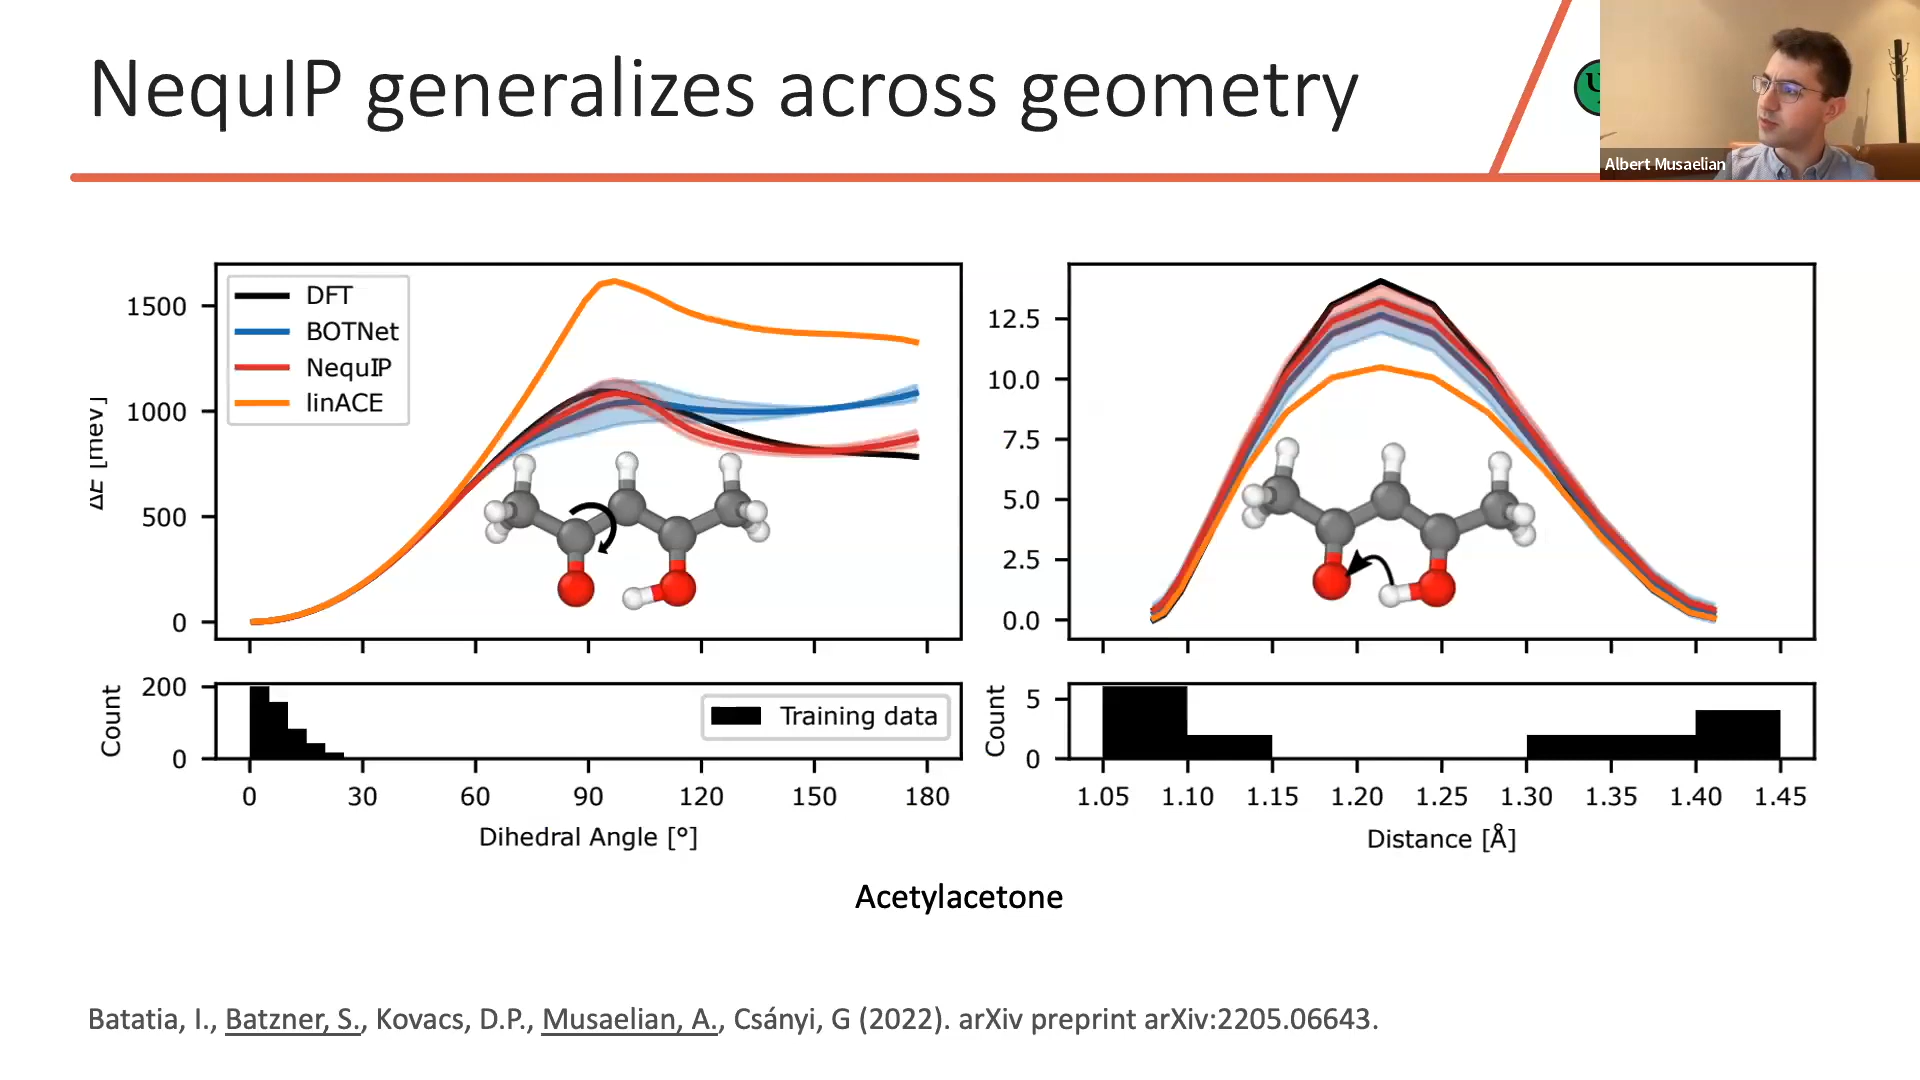 NequIP generalizes across geometry
Albert Musaelian
DFT
BOTNet
NequIP
linACE
ΔE [meV]
1500
1000
500
0
12.5
10.0
7.5
5.0
2.5
0.0
Count
200
0
Training data
Count
5
0
0 30 60 90 120 150 180
Dihedral Angle [°]
1.05 1.10 1.15 1.20 1.25 1.30 1.35 1.40 1.45
Distance [Å]
Acetylacetone
Batatia, I., Batzner, S., Kovacs, D.P., Musaelian, A., Csányi, G (2022). arXiv preprint arXiv:2205.06643.